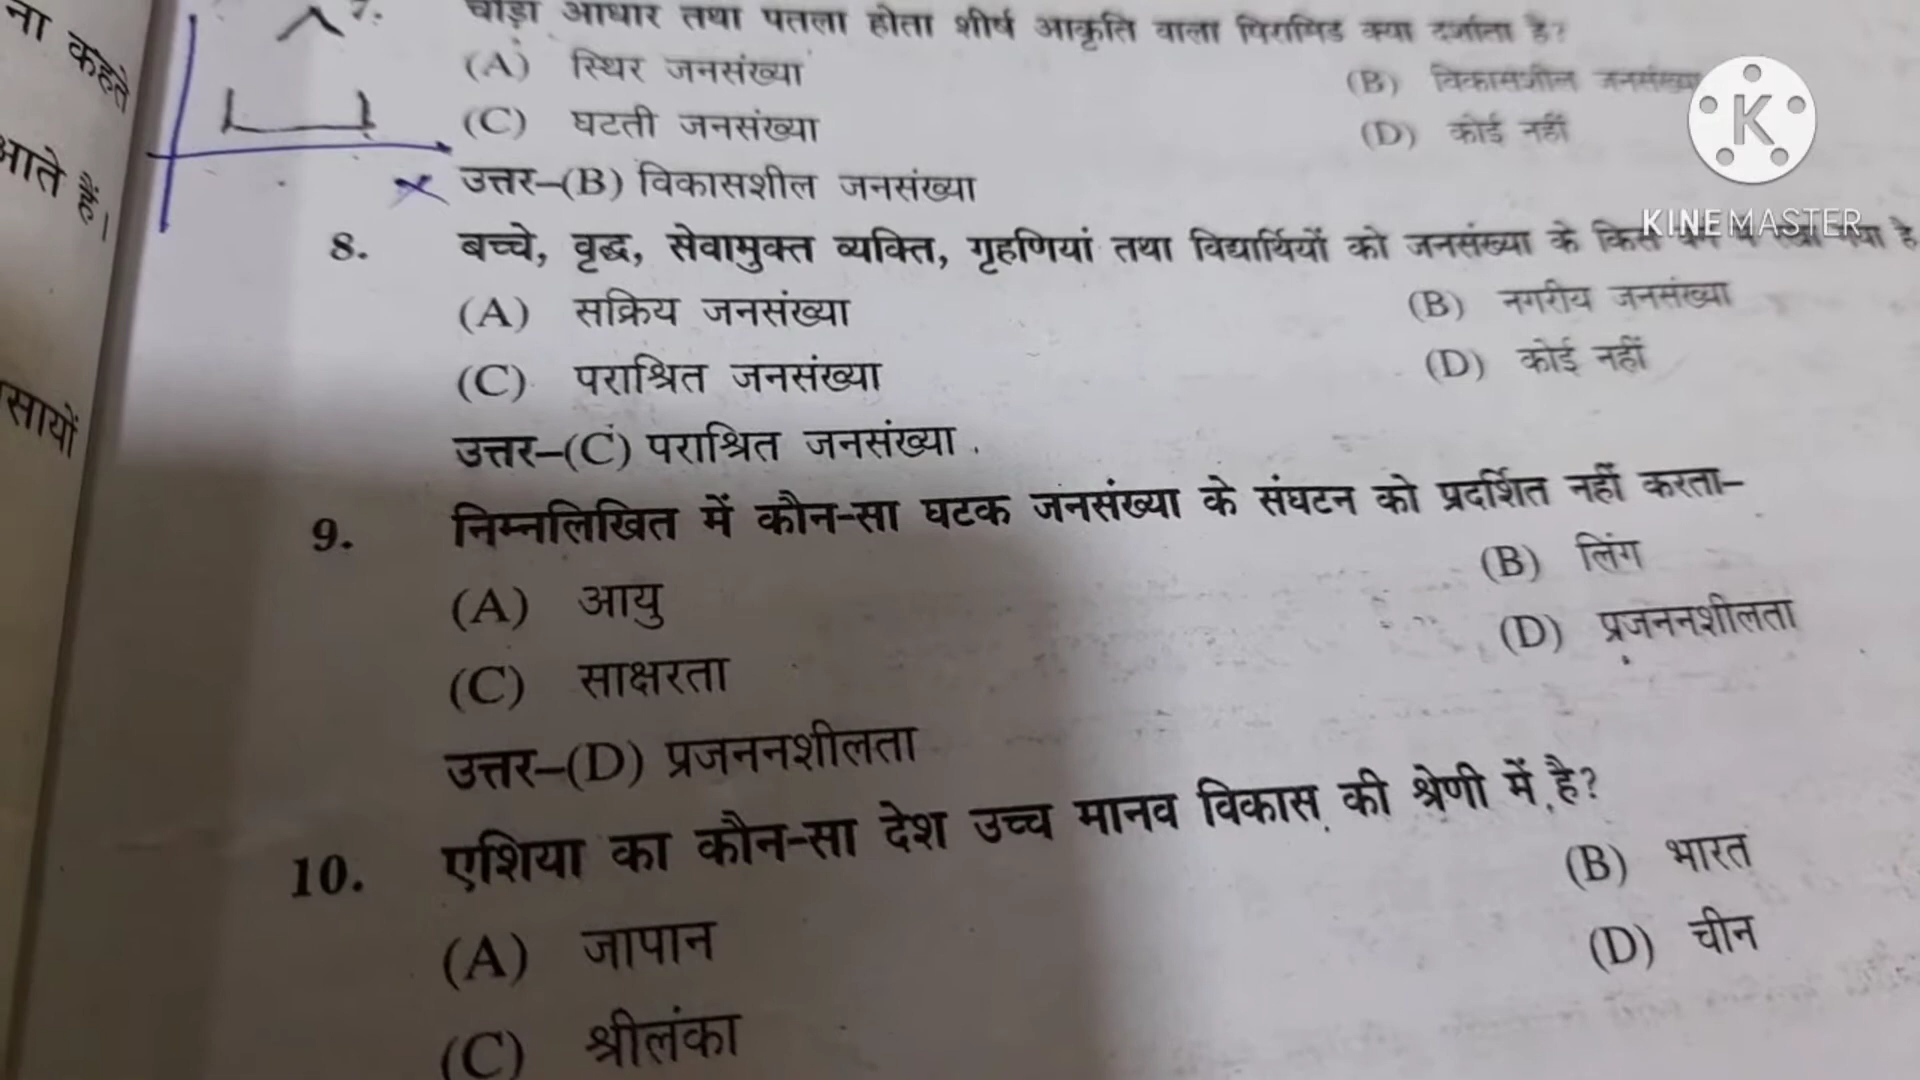 ना कहते
आते हैं।
सायों
7. चौड़ा आधार तथा पतला होता शीर्ष आकृति वाला पिरामिड क्या दर्शाता है?
(A) स्थिर जनसंख्या (B) विकासशील जनसंख्या
(C) घटती जनसंख्या (D) कोई नहीं
उत्तर–(B) विकासशील जनसंख्या
8. बच्चे, वृद्ध, सेवामुक्त व्यक्ति, गृहणियां तथा विद्यार्थियों को जनसंख्या के किस है
(A) सक्रिय जनसंख्या (B) नगरीय जनसंख्या
(C) पराश्रित जनसंख्या (D) कोई नहीं
उत्तर–(C) पराश्रित जनसंख्या
9. निम्नलिखित में कौन-सा घटक जनसंख्या के संघटन को प्रदर्शित नहीं करता–
(A) आयु (B) लिंग
(C) साक्षरता (D) प्रजननशीलता
उत्तर–(D) प्रजननशीलता
10. एशिया का कौन-सा देश उच्च मानव विकास की श्रेणी में है?
(A) जापान (B) भारत
(C) श्रीलंका (D) चीन
K
KINEMASTER